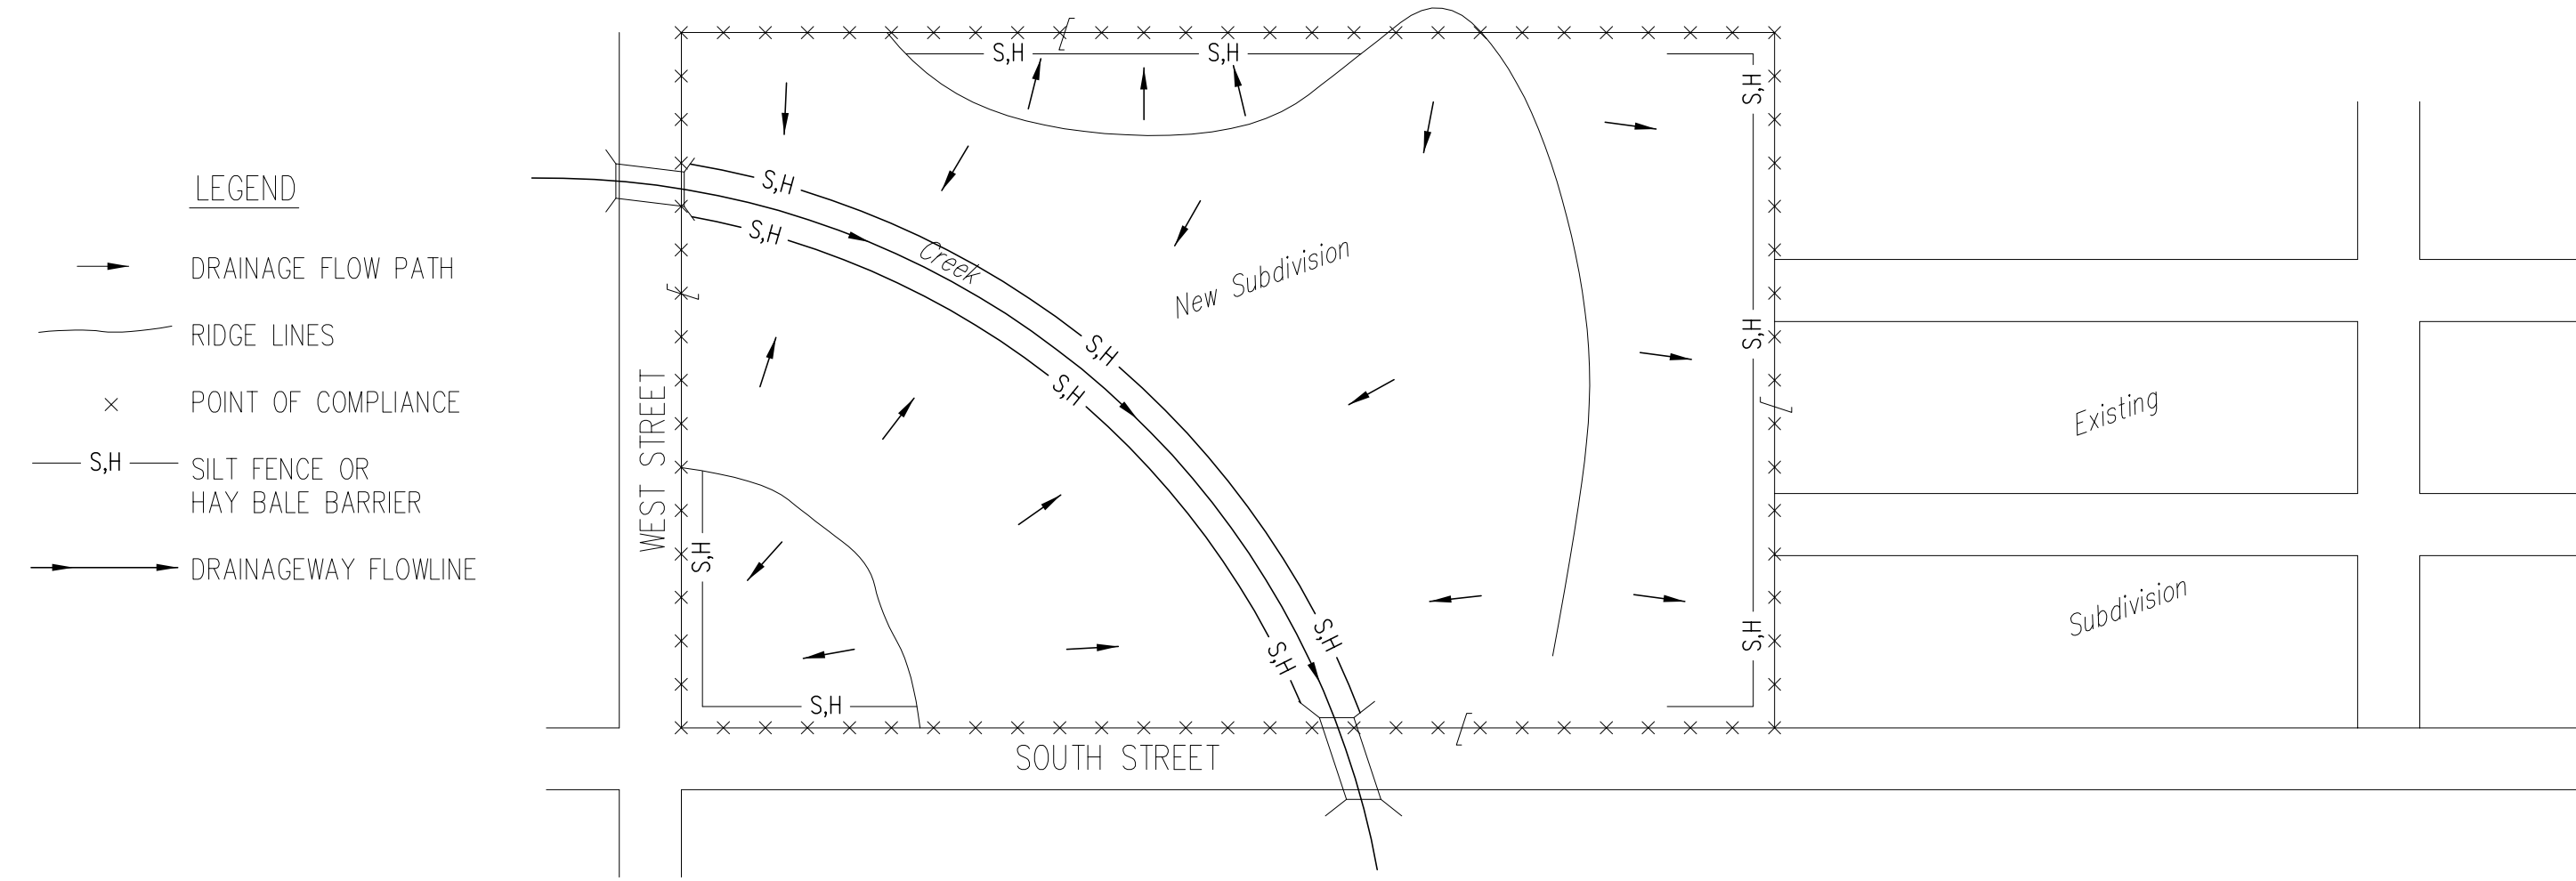 LEGEND
DRAINAGE FLOW PATH
RIDGE LINES
POINT OF COMPLIANCE
S,H
SILT FENCE OR
HAY BALE BARRIER
DRAINAGEWAY FLOWLINE
S,H
S,H
S,H
S,H
S,H
Creek
New Subdivision
S,H
S,H
S,H
WEST STREET
Existing
S,H
Subdivision
S,H
S,H
S,H
S,H
SOUTH STREET